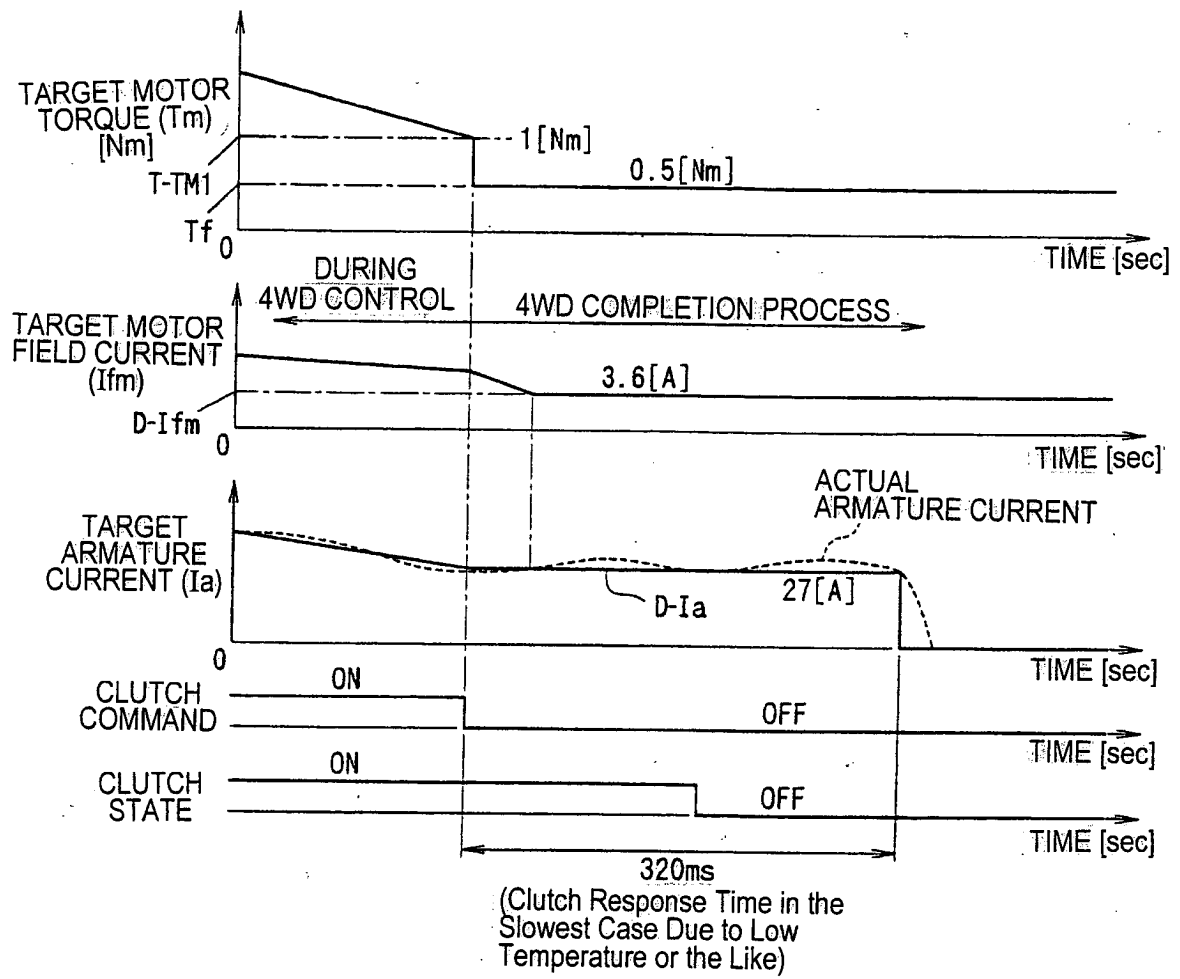 TARGET MOTOR
TORQUE (Tm)
[Nm]
1[Nm]
T-TM1
0.5[Nm]
Tf
0
TIME [sec]
DURING
4WD CONTROL
4WD COMPLETION PROCESS
TARGET MOTOR
FIELD CURRENT
(Ifm)
3.6[A]
D-Ifm
0
TIME [sec]
ACTUAL
ARMATURE CURRENT
TARGET
ARMATURE
CURRENT (Ia)
D-Ia
27[A]
0
TIME [sec]
ON
CLUTCH
COMMAND
OFF
TIME [sec]
ON
CLUTCH
STATE
OFF
TIME [sec]
320ms
(Clutch Response Time in the
Slowest Case Due to Low
Temperature or the Like)